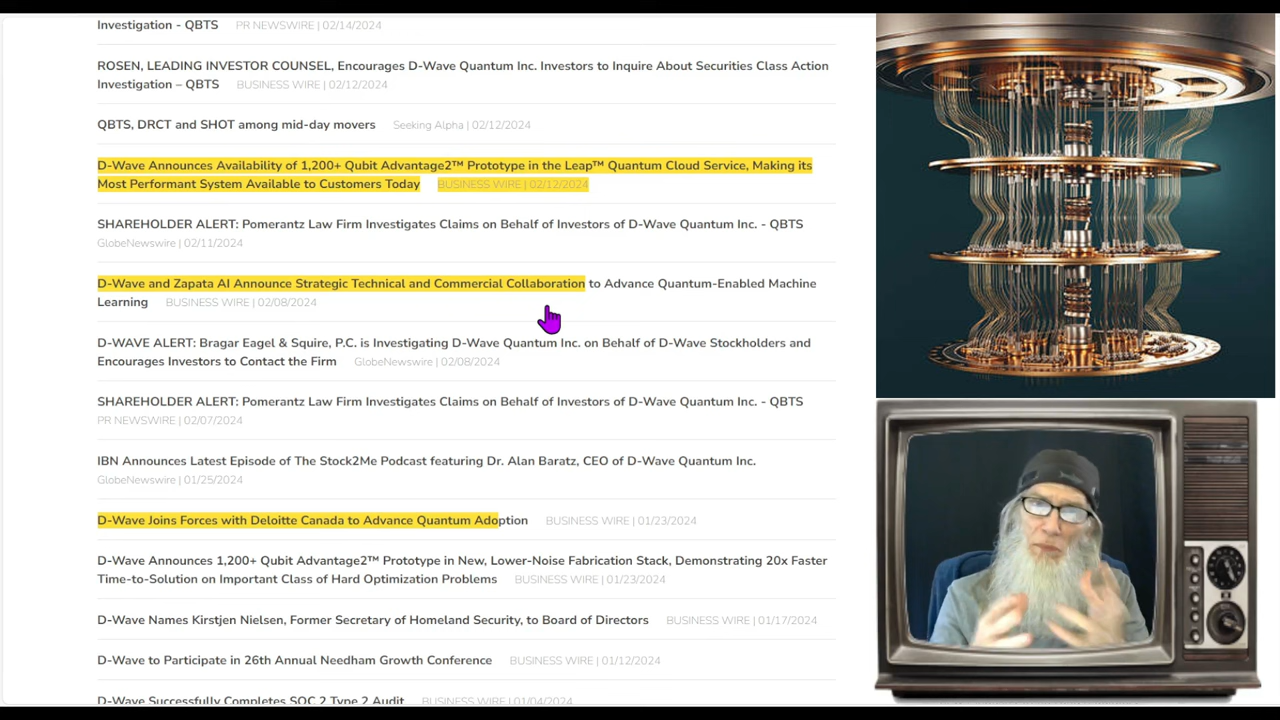 Investigation - QBTS PR NEWSWIRE | 02/14/2024
ROSEN, LEADING INVESTOR COUNSEL, Encourages D-Wave Quantum Inc. Investors to Inquire About Securities Class Action
Investigation – QBTS BUSINESS WIRE | 02/12/2024
QBTS, DRCT and SHOT among mid-day movers Seeking Alpha | 02/12/2024
D-Wave Announces Availability of 1,200+ Qubit Advantage2™ Prototype in the Leap™ Quantum Cloud Service, Making its
Most Performant System Available to Customers Today BUSINESS WIRE | 02/12/2024
SHAREHOLDER ALERT: Pomerantz Law Firm Investigates Claims on Behalf of Investors of D-Wave Quantum Inc. - QBTS
GlobeNewswire | 02/11/2024
D-Wave and Zapata AI Announce Strategic Technical and Commercial Collaboration to Advance Quantum-Enabled Machine
Learning BUSINESS WIRE | 02/08/2024
D-WAVE ALERT: Bragar Eagel & Squire, P.C. is Investigating D-Wave Quantum Inc. on Behalf of D-Wave Stockholders and
Encourages Investors to Contact the Firm GlobeNewswire | 02/08/2024
SHAREHOLDER ALERT: Pomerantz Law Firm Investigates Claims on Behalf of Investors of D-Wave Quantum Inc. - QBTS
PR NEWSWIRE | 02/07/2024
IBN Announces Latest Episode of The Stock2Me Podcast featuring Dr. Alan Baratz, CEO of D-Wave Quantum Inc.
GlobeNewswire | 01/25/2024
D-Wave Joins Forces with Deloitte Canada to Advance Quantum Adoption BUSINESS WIRE | 01/23/2024
D-Wave Announces 1,200+ Qubit Advantage2™ Prototype in New, Lower-Noise Fabrication Stack, Demonstrating 20x Faster
Time-to-Solution on Important Class of Hard Optimization Problems BUSINESS WIRE | 01/23/2024
D-Wave Names Kirstjen Nielsen, Former Secretary of Homeland Security, to Board of Directors BUSINESS WIRE | 01/17/2024
D-Wave to Participate in 26th Annual Needham Growth Conference BUSINESS WIRE | 01/12/2024
D-Wave Successfully Completes SOC 2 Type 2 Audit BUSINESS WIRE | 01/04/2024